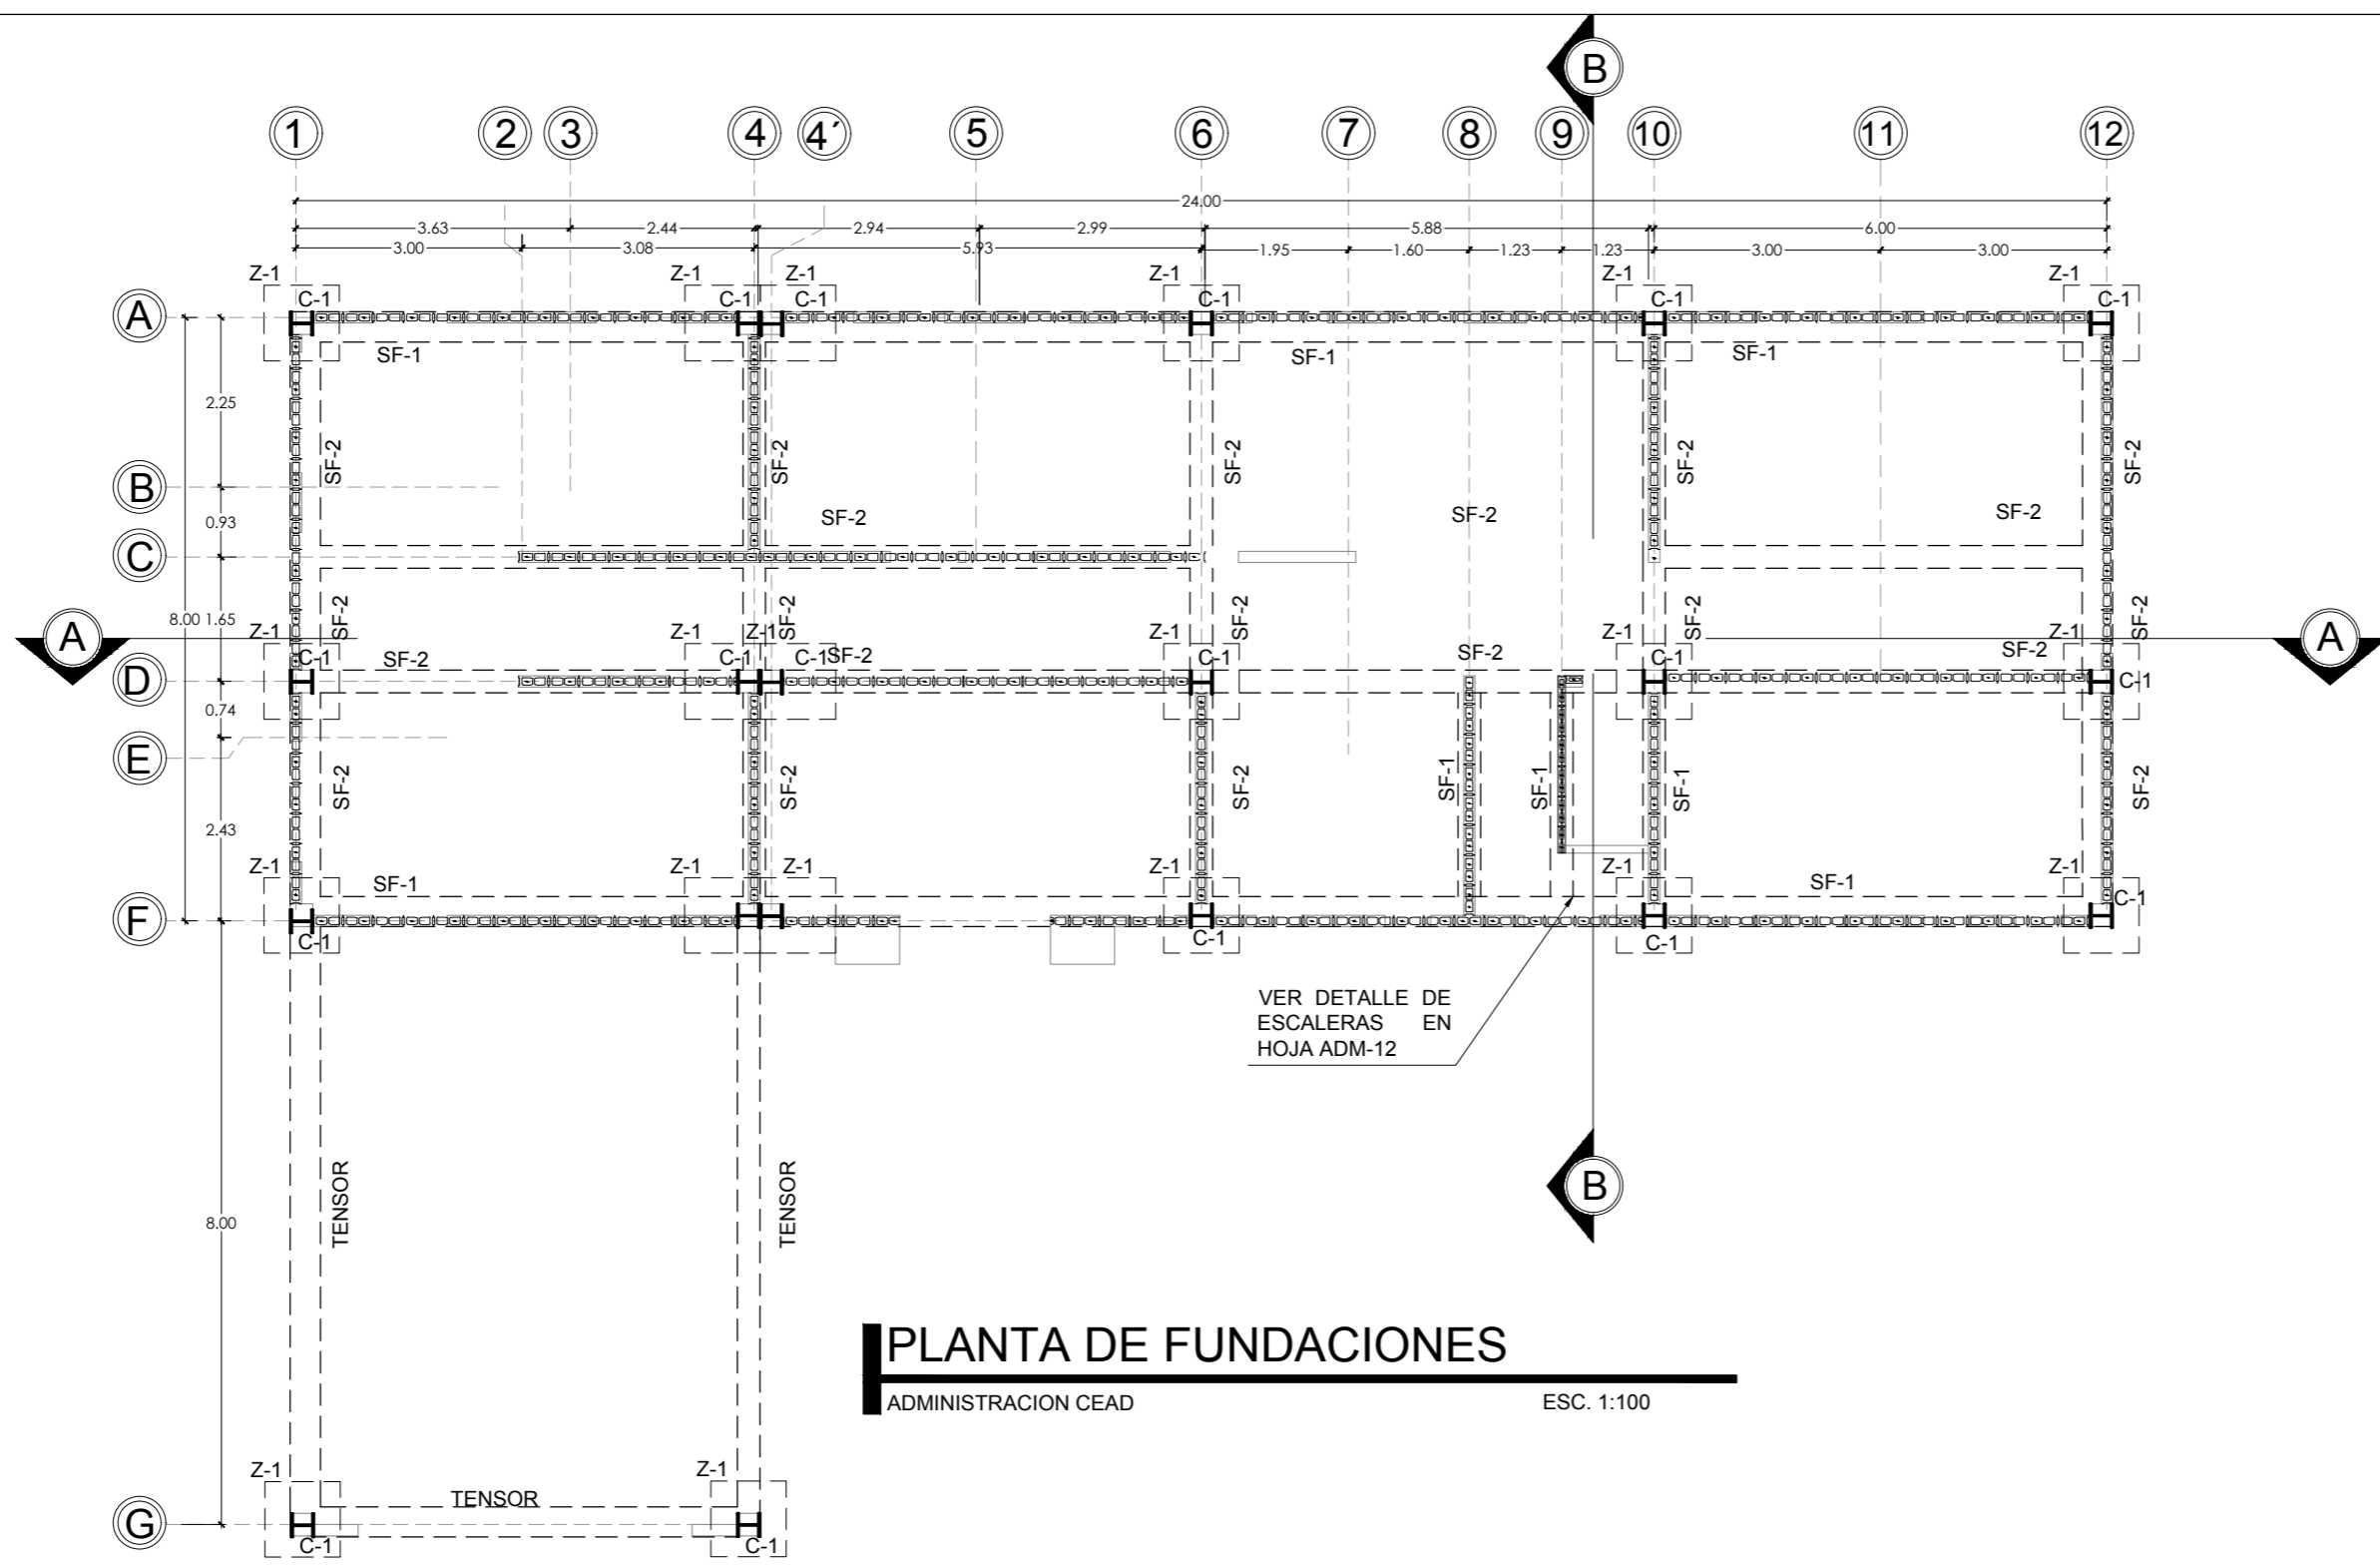 B
1 2 3 4 4´ 5 6 7 8 9 10 11 12
24.00
3.63 2.44 2.94 2.99 5.88 6.00
3.00 3.08 5.93 1.95 1.60 1.23 1.23 3.00 3.00
Z-1 Z-1 Z-1 Z-1 Z-1 Z-1
A C-1 C-1 C-1 C-1 C-1 C-1
SF-1 SF-1 SF-1
2.25
SF-2 SF-2 SF-2 SF-2 SF-2
B
0.93 SF-2 SF-2 SF-2
C
8.00 1.65 SF-2 SF-2 SF-2 SF-2 SF-2
A Z-1 Z-1 Z-1 Z-1 Z-1 Z-1 A
D C-1 SF-2 C-1 C-1 SF-2 C-1 SF-2 C-1 SF-2 C-1
0.74
E
SF-2 SF-2 SF-2 SF-1 SF-1 SF-1 SF-2
2.43
Z-1 Z-1 Z-1 Z-1 Z-1 Z-1
SF-1 SF-1
F C-1 C-1 C-1 C-1
VER DETALLE DE
ESCALERAS EN
HOJA ADM-12
B
8.00 TENSOR TENSOR
PLANTA DE FUNDACIONES
ADMINISTRACION CEAD ESC. 1:100
Z-1 Z-1
TENSOR
G
C-1 C-1